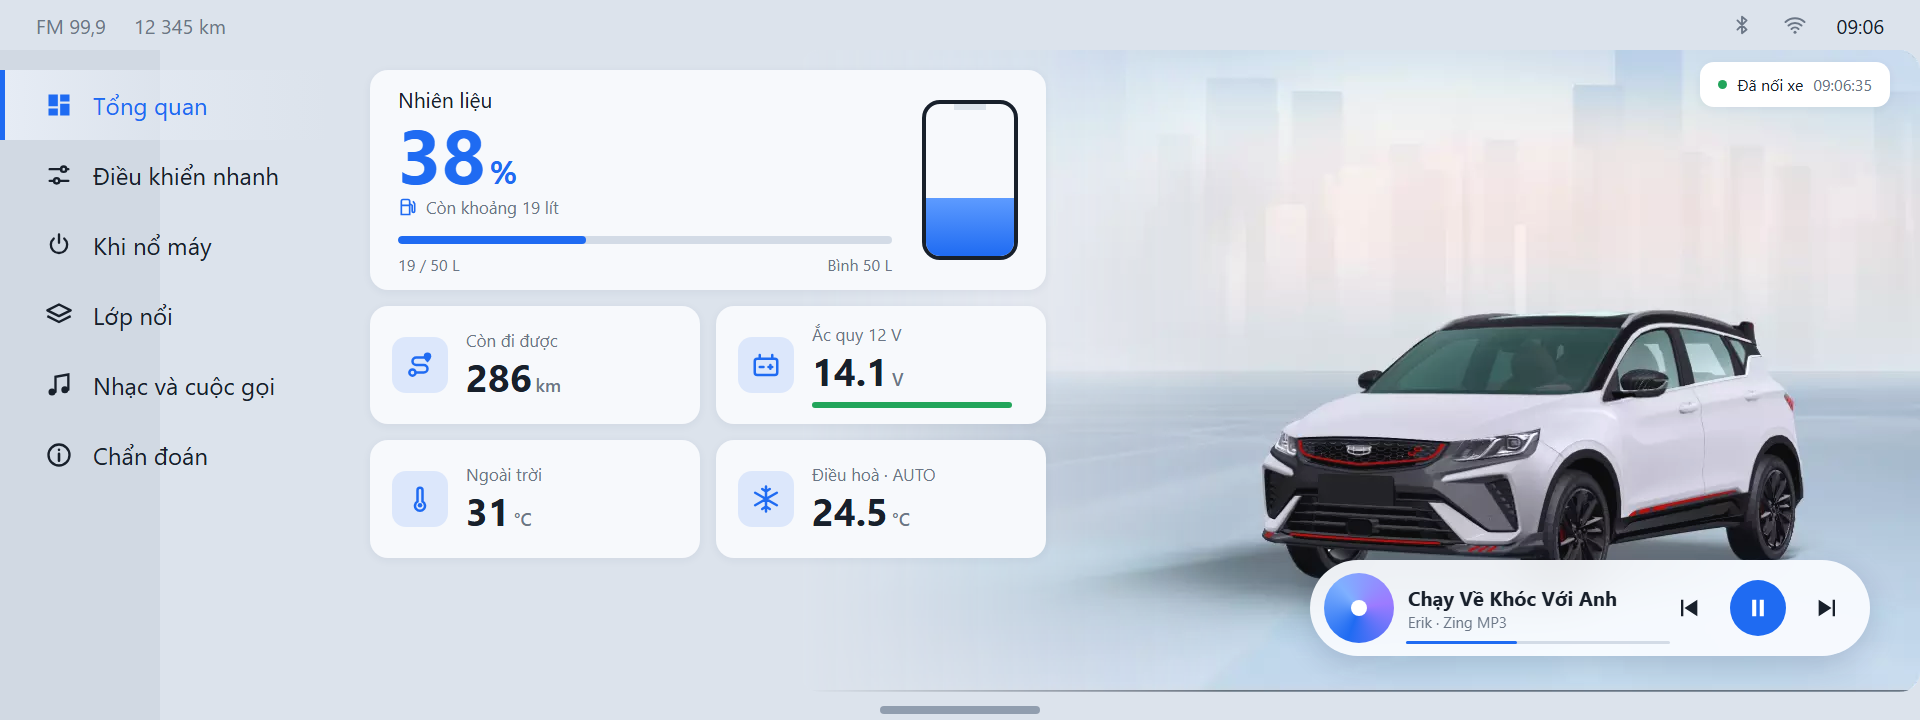 FM 99,9
12 345 km
09:06
Tổng quan
Điều khiển nhanh
Khi nổ máy
Lớp nổi
Nhạc và cuộc gọi
Chẩn đoán
Nhiên liệu
38 %
Còn khoảng 19 lít
19 / 50 L
Bình 50 L
Còn đi được
286 km
Ắc quy 12 V
14.1 V
Ngoài trời
31 °C
Điều hoà · AUTO
24.5 °C
Đã nối xe 09:06:35
Chạy Về Khóc Với Anh
Erik · Zing MP3